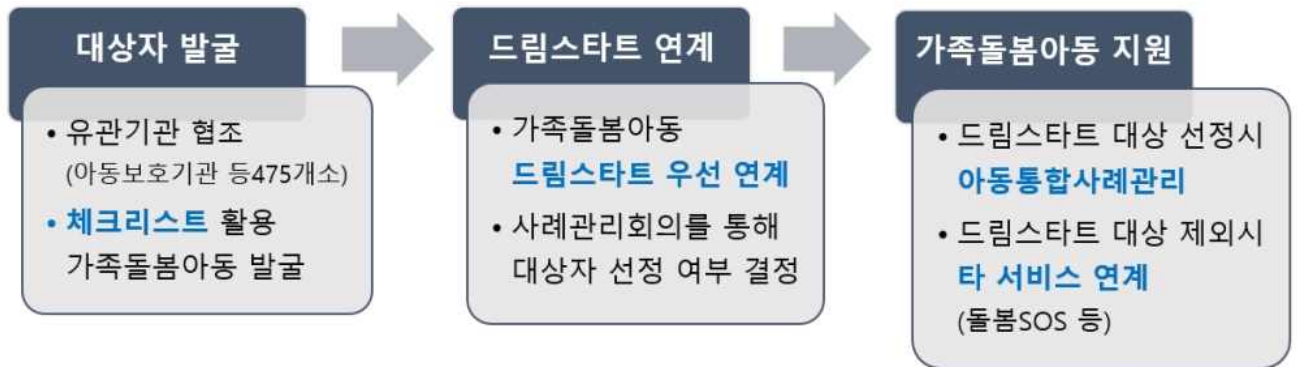 대상자 발굴
• 유관기관 협조
(아동보호기관 등475개소)
• 체크리스트 활용
가족돌봄아동 발굴
드림스타트 연계
• 가족돌봄아동
드림스타트 우선 연계
• 사례관리회의를 통해
대상자 선정 여부 결정
가족돌봄아동 지원
• 드림스타트 대상 선정시
아동통합사례관리
• 드림스타트 대상 제외시
타 서비스 연계
(돌봄SOS 등)